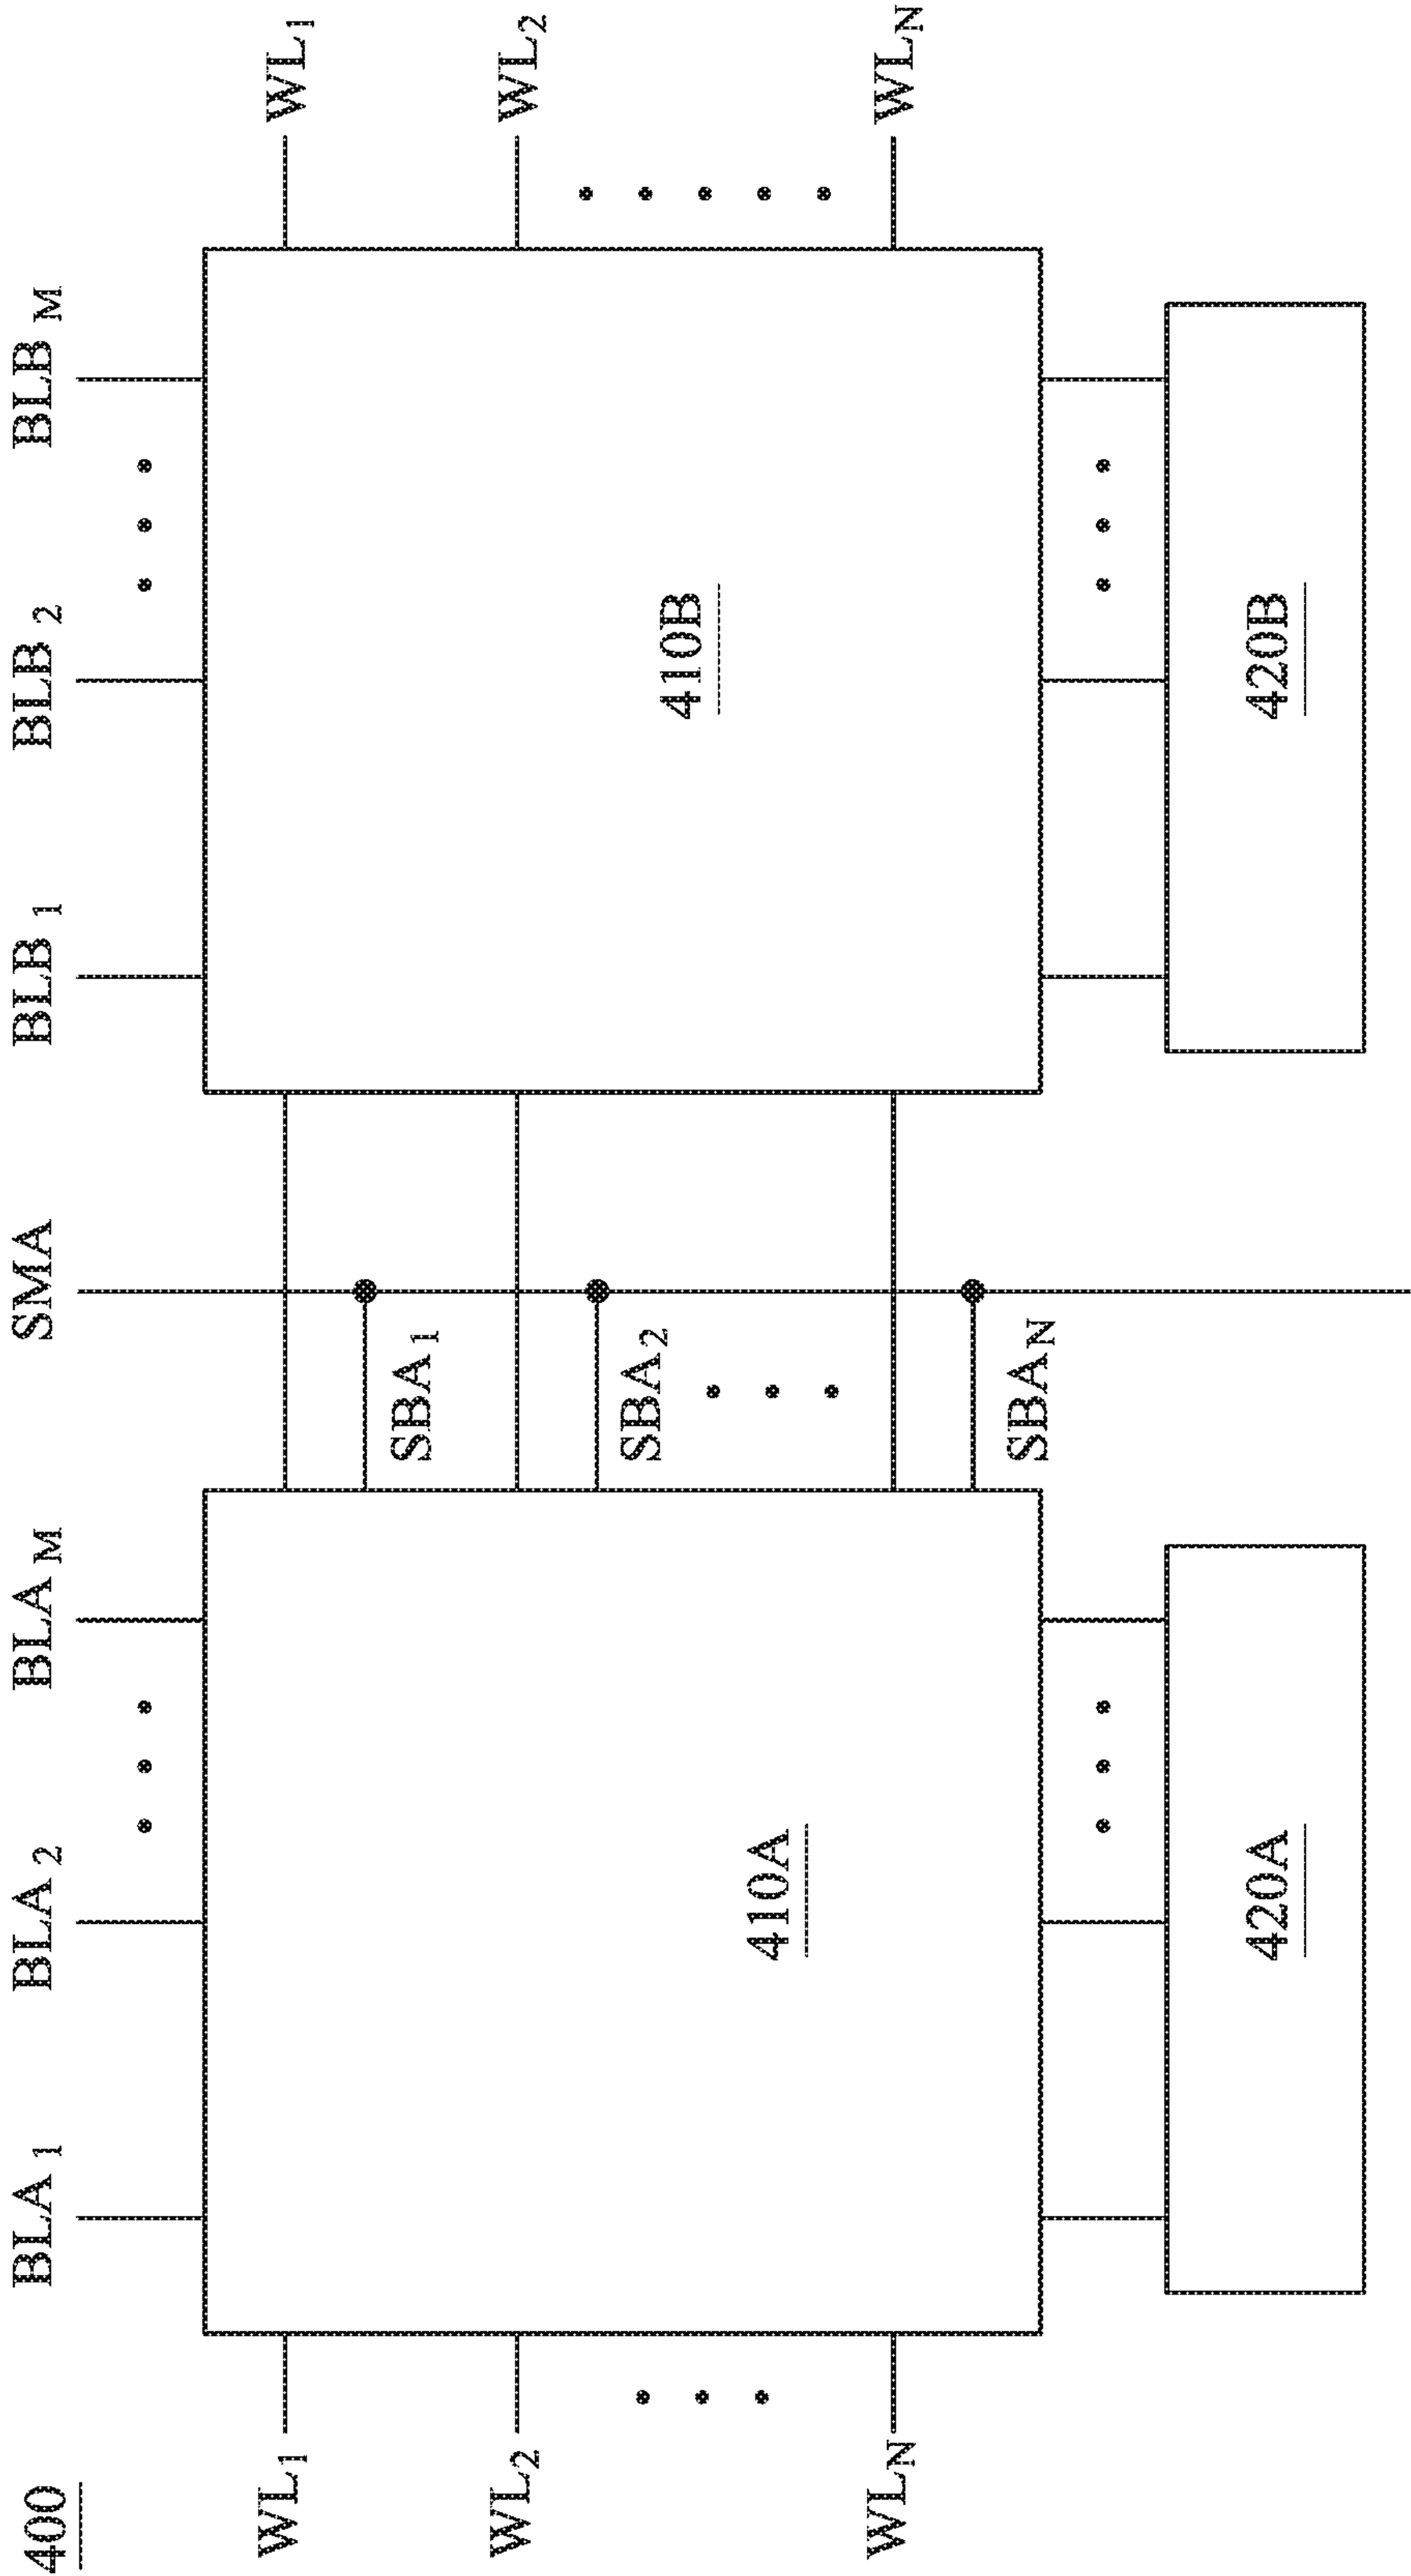 400
BLA1 BLA2 BLAM SMA BLB1 BLB2 BLBM
WL1 WL1
SBA1
WL2 WL2
SBA2
410B
410A
WLN WLN
SBAN
420A 420B